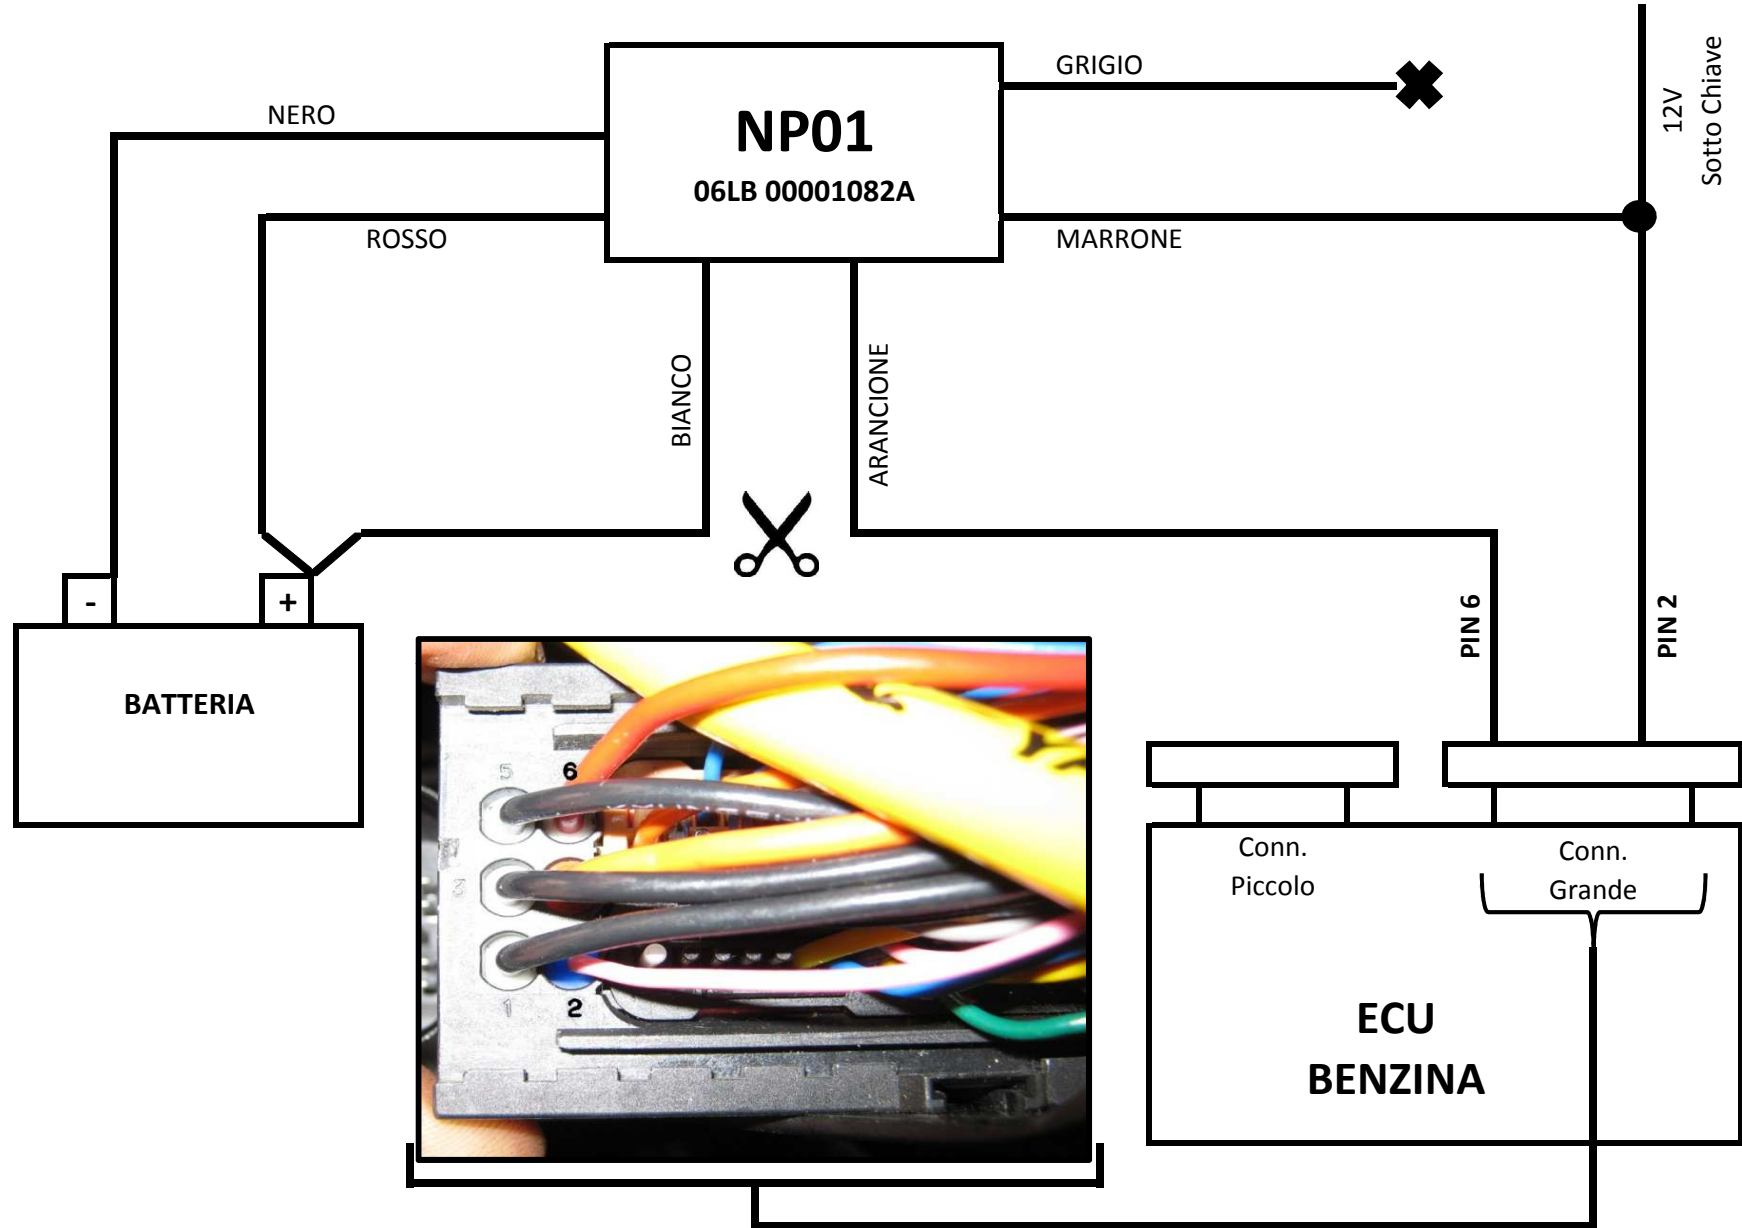 GRIGIO
12V
Sotto Chiave
NERO
NP01
06LB 00001082A
ROSSO
MARRONE
BIANCO
ARANCIONE
PIN 6
PIN 2
-
+
BATTERIA
5
6
3
1
2
Conn.
Piccolo
Conn.
Grande
ECU
BENZINA